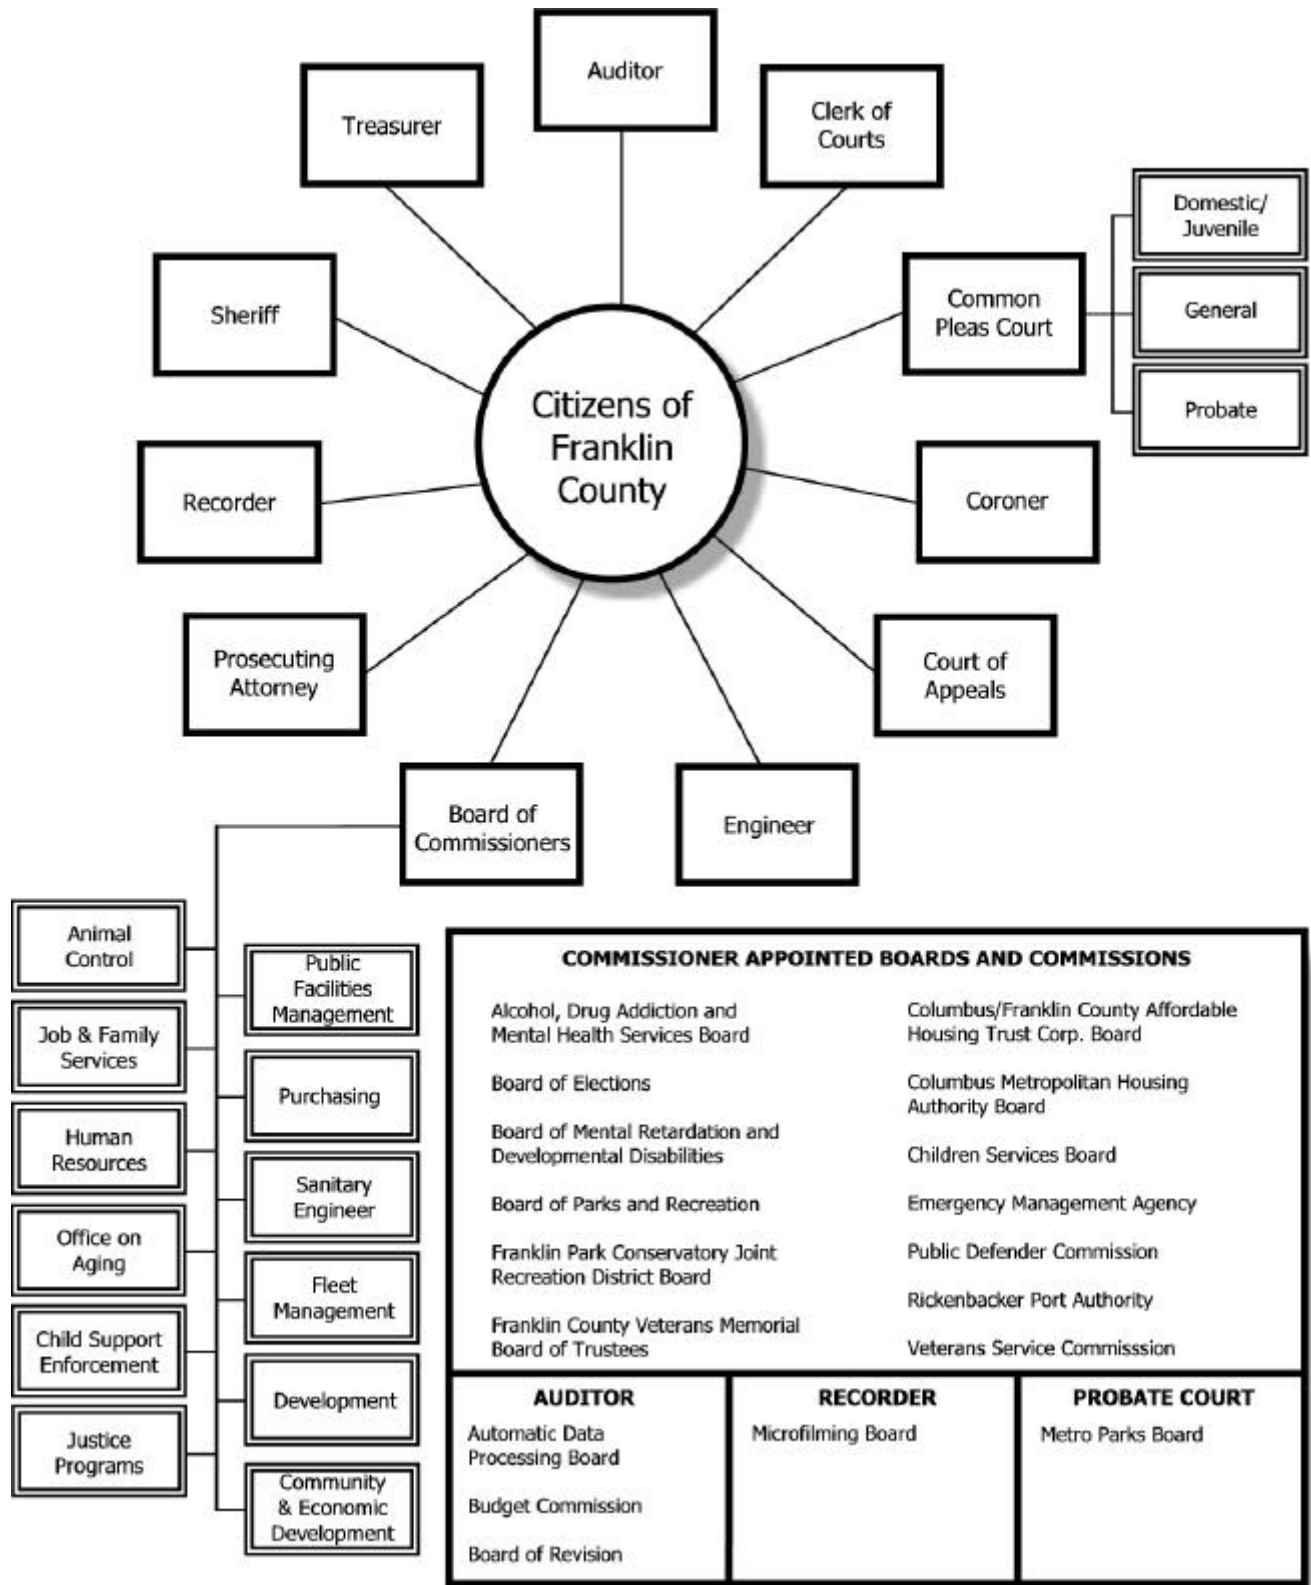 Auditor
Treasurer
Clerk of
Courts
Domestic/
Juvenile
Sheriff
Common
Pleas Court
General
Probate
Citizens of
Franklin
County
Recorder
Coroner
Prosecuting
Attorney
Court of
Appeals
Board of
Commissioners
Engineer
Animal
Control
Job & Family
Services
Human
Resources
Office on
Aging
Child Support
Enforcement
Justice
Programs
Public
Facilities
Management
Purchasing
Sanitary
Engineer
Fleet
Management
Development
Community
& Economic
Development
COMMISSIONER APPOINTED BOARDS AND COMMISSIONS
Alcohol, Drug Addiction and
Mental Health Services Board
Board of Elections
Board of Mental Retardation and
Developmental Disabilities
Board of Parks and Recreation
Franklin Park Conservatory Joint
Recreation District Board
Franklin County Veterans Memorial
Board of Trustees
Columbus/Franklin County Affordable
Housing Trust Corp. Board
Columbus Metropolitan Housing
Authority Board
Children Services Board
Emergency Management Agency
Public Defender Commission
Rickenbacker Port Authority
Veterans Service Commisssion
AUDITOR
Automatic Data
Processing Board
Budget Commission
Board of Revision
RECORDER
Microfilming Board
PROBATE COURT
Metro Parks Board